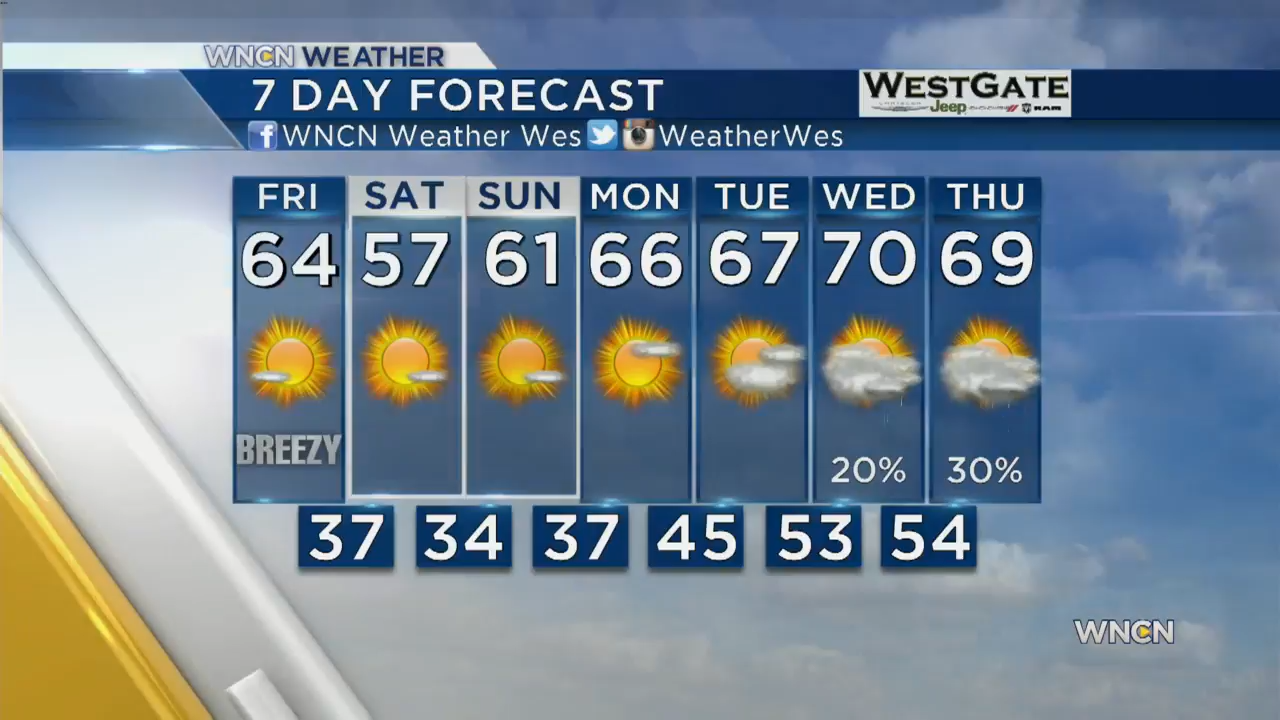 WNCN WEATHER
7 DAY FORECAST
WESTGATE
Jeep RAM
f WNCN Weather Wes WeatherWes
FRI SAT SUN MON TUE WED THU
64 57 61 66 67 70 69
BREEZY
20% 30%
37 34 37 45 53 54
WNCN